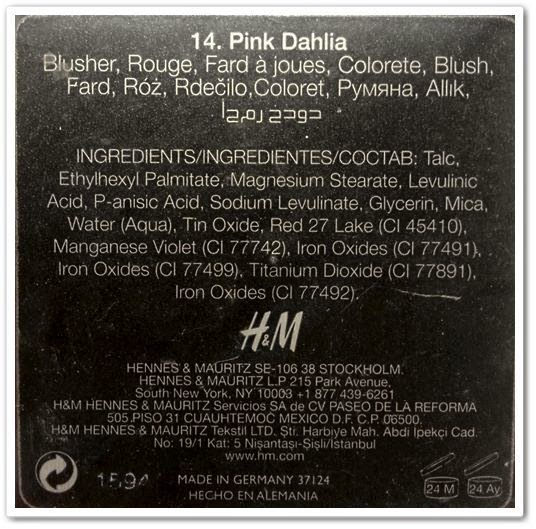 14. Pink Dahlia
Blusher, Rouge, Fard à joues, Colorete, Blush,
Fard, Róż, Rdečilo,Coloret, Румяна, Allık,
INGREDIENTS/INGREDIENTES/COCTAB: Talc,
Ethylhexyl Palmitate, Magnesium Stearate, Levulinic
Acid, P-anisic Acid, Sodium Levulinate, Glycerin, Mica,
Water (Aqua), Tin Oxide, Red 27 Lake (CI 45410),
Manganese Violet (CI 77742), Iron Oxides (CI 77491),
Iron Oxides (CI 77499), Titanium Dioxide (CI 77891),
Iron Oxides (CI 77492).
H&M
HENNES & MAURITZ SE-106 38 STOCKHOLM.
HENNES & MAURITZ L.P 215 Park Avenue,
South New York, NY 10003 +1 877 439-6261
H&M HENNES & MAURITZ Servicios SA de CV PASEO DE LA REFORMA
505 PISO 31 CUAUHTEMOC MEXICO D.F. C.P. 06500.
H&M HENNES & MAURITZ Tekstil LTD. Şti. Harbiye Mah. Abdi İpekçi Cad.
No: 19/1 Kat: 5 Nişantaşı-Şişli/İstanbul
www.hm.com
1594
MADE IN GERMANY 37124
HECHO EN ALEMANIA
24 M
24 Ay